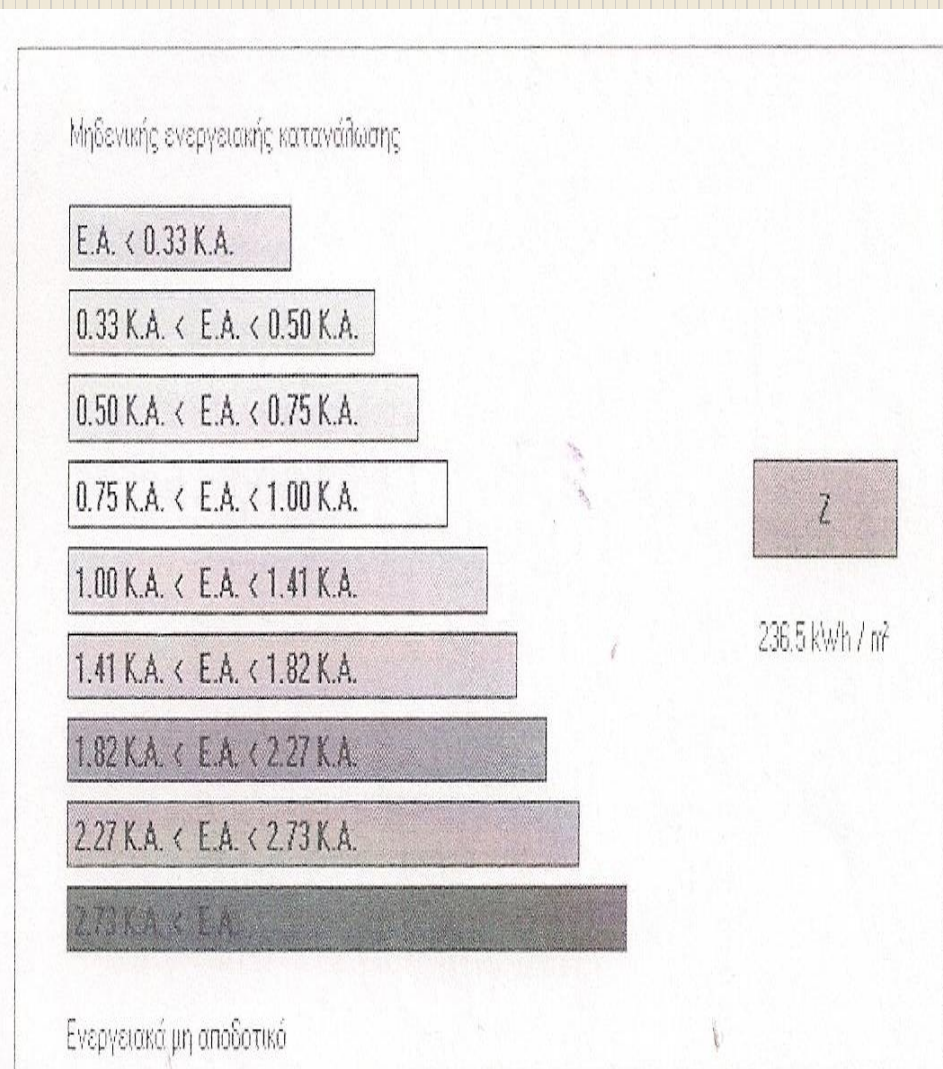 Μηδενικής ενεργειακής κατανάλωσης
Ε.Α. < 0.33 Κ.Α.
0.33 Κ.Α. < Ε.Α. < 0.50 Κ.Α.
0.50 Κ.Α. < Ε.Α. < 0.75 Κ.Α.
0.75 Κ.Α. < Ε.Α. < 1.00 Κ.Α.
Ζ
1.00 Κ.Α. < Ε.Α. < 1.41 Κ.Α.
236.5 kWh / m²
1.41 Κ.Α. < Ε.Α. < 1.82 Κ.Α.
1.82 Κ.Α. < Ε.Α. < 2.27 Κ.Α.
2.27 Κ.Α. < Ε.Α. < 2.73 Κ.Α.
2.73 Κ.Α. < Ε.Α.
Ενεργειακά μη αποδοτικό